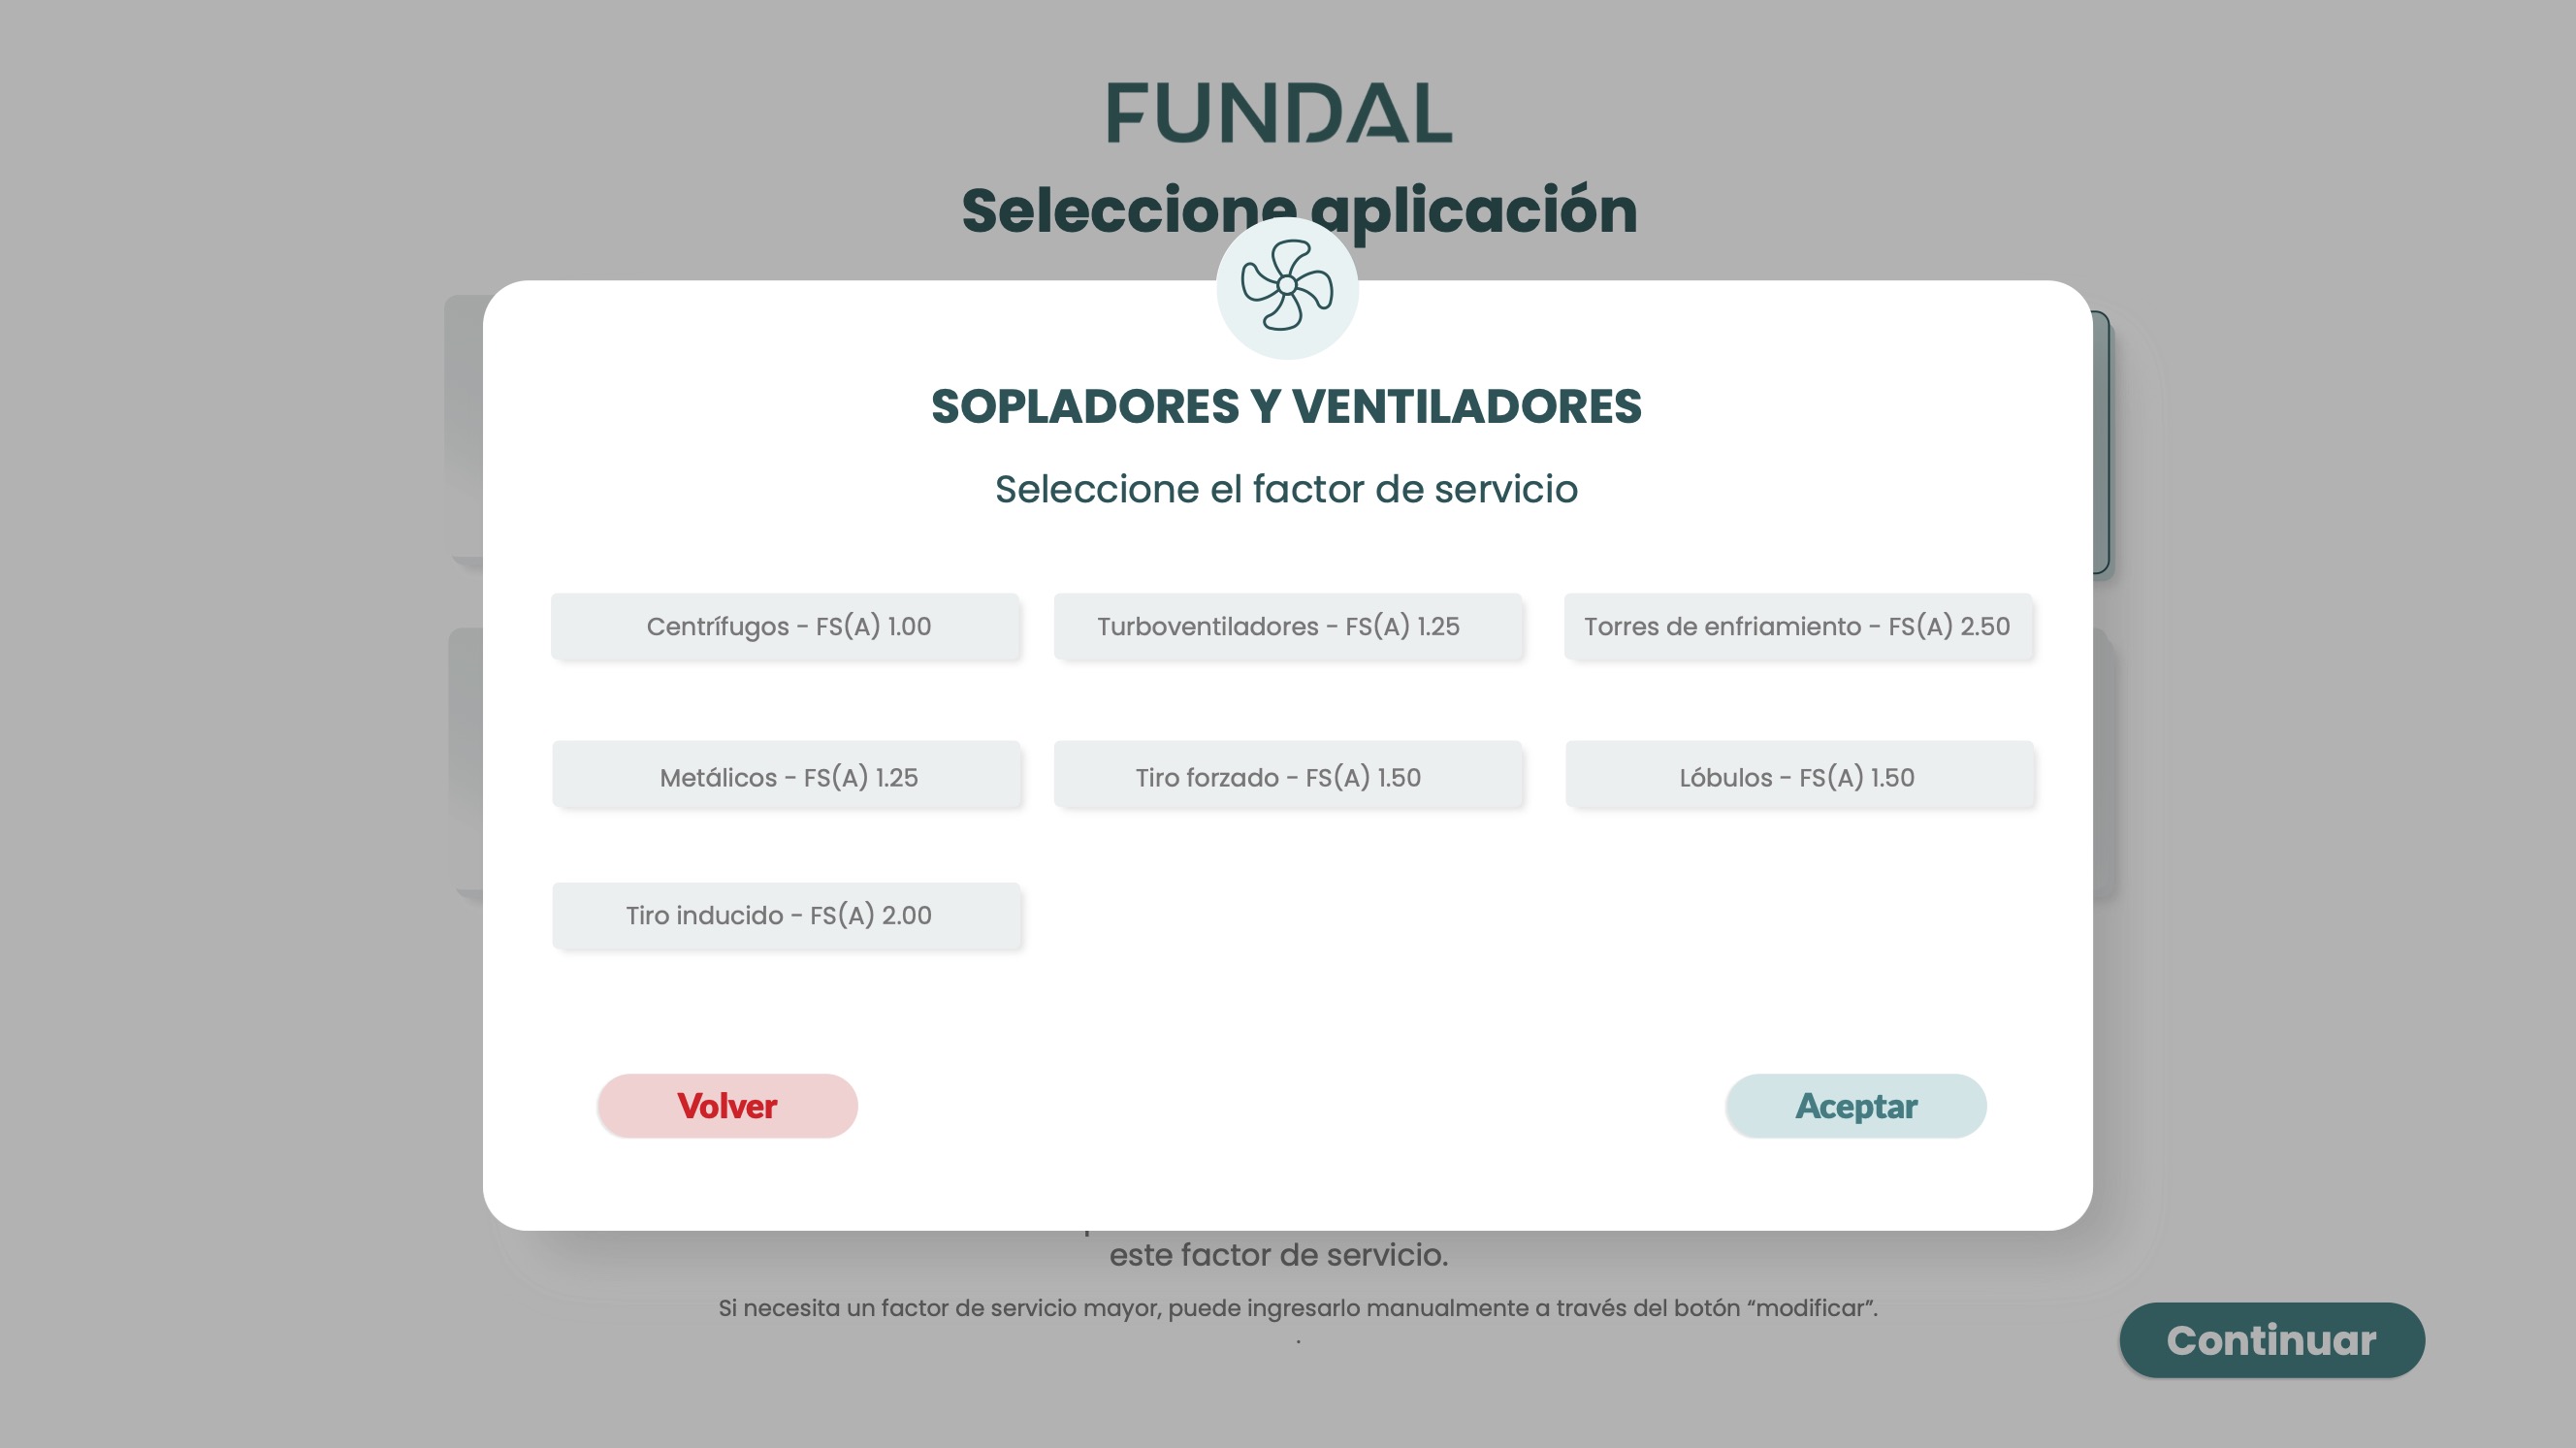 FUNDAL
Seleccione aplicación
SOPLADORES Y VENTILADORES
Seleccione el factor de servicio
Centrífugos - FS(A) 1.00
Turboventiladores - FS(A) 1.25
Torres de enfriamiento - FS(A) 2.50
Metálicos - FS(A) 1.25
Tiro forzado - FS(A) 1.50
Lóbulos - FS(A) 1.50
Tiro inducido - FS(A) 2.00
Volver
Aceptar
este factor de servicio.
Si necesita un factor de servicio mayor, puede ingresarlo manualmente a través del botón “modificar”.
.
Continuar